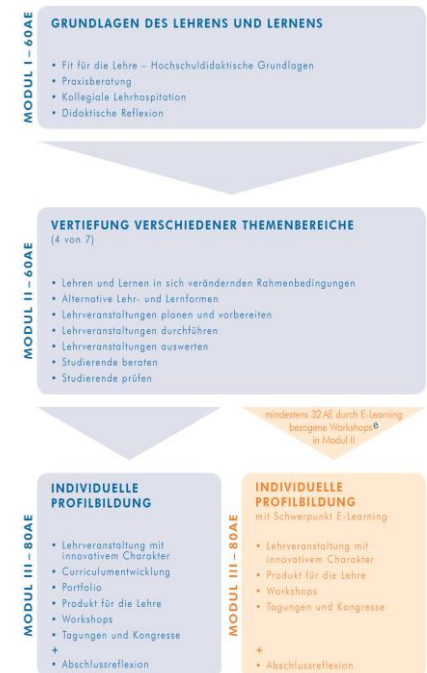 MODUL I – 60AE
GRUNDLAGEN DES LEHRENS UND LERNENS
• Fit für die Lehre – Hochschuldidaktische Grundlagen
• Praxisberatung
• Kollegiale Lehrhospitation
• Didaktische Reflexion
MODUL II – 60AE
VERTIEFUNG VERSCHIEDENER THEMENBEREICHE
(4 von 7)
• Lehren und Lernen in sich verändernden Rahmenbedingungen
• Alternative Lehr- und Lernformen
• Lehrveranstaltungen planen und vorbereiten
• Lehrveranstaltungen durchführen
• Lehrveranstaltungen auswerten
• Studierende beraten
• Studierende prüfen
mindestens 32 AE durch E-Learning
bezogene Workshops e
in Modul II
MODUL III – 80AE
INDIVIDUELLE
PROFILBILDUNG
• Lehrveranstaltung mit
innovativem Charakter
• Curriculumentwicklung
• Portfolio
• Produkt für die Lehre
• Workshops
• Tagungen und Kongresse
+
• Abschlussreflexion
MODUL III – 80AE
INDIVIDUELLE
PROFILBILDUNG
mit Schwerpunkt E-Learning
• Lehrveranstaltung mit
innovativem Charakter
• Produkt für die Lehre
• Workshops
• Tagungen und Kongresse
+
• Abschlussreflexion